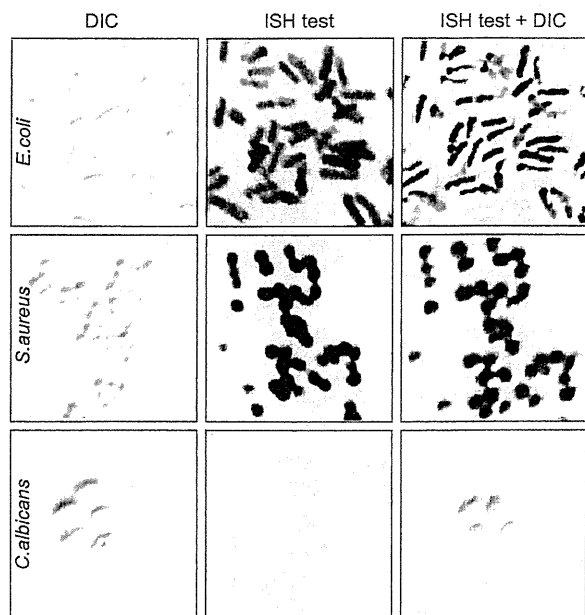 DIC
ISH test
ISH test + DIC
E.coli
S.aureus
C.albicans